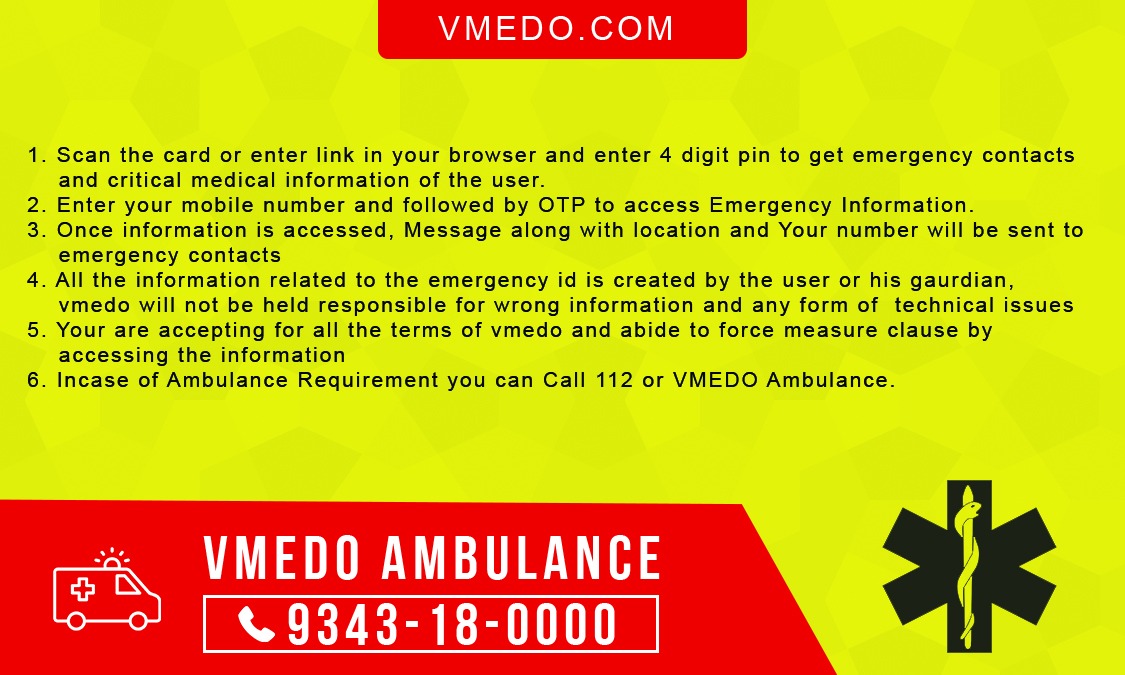 VMEDO.COM
1. Scan the card or enter link in your browser and enter 4 digit pin to get emergency contacts
and critical medical information of the user.
2. Enter your mobile number and followed by OTP to access Emergency Information.
3. Once information is accessed, Message along with location and Your number will be sent to
emergency contacts
4. All the information related to the emergency id is created by the user or his gaurdian,
vmedo will not be held responsible for wrong information and any form of  technical issues
5. Your are accepting for all the terms of vmedo and abide to force measure clause by
accessing the information
6. Incase of Ambulance Requirement you can Call 112 or VMEDO Ambulance.
VMEDO AMBULANCE
9343-18-0000